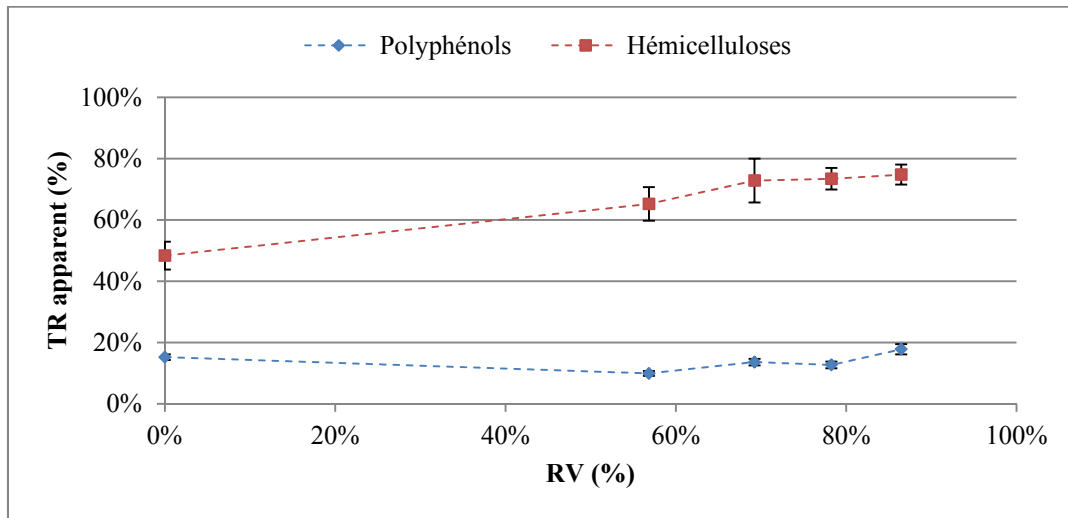 Polyphénols Hémicelluloses
100%
80%
60%
40%
20%
0%
TR apparent (%)
0% 20% 40% 60% 80% 100%
RV (%)